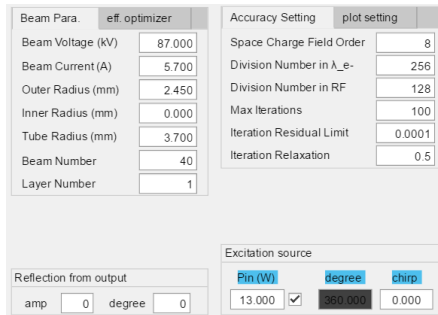 Beam Para. eff. optimizer
Beam Voltage (kV) 87.000
Beam Current (A) 5.700
Outer Radius (mm) 2.450
Inner Radius (mm) 0.000
Tube Radius (mm) 3.700
Beam Number 40
Layer Number 1
Accuracy Setting plot setting
Space Charge Field Order 8
Division Number in λ_e- 256
Division Number in RF 128
Max Iterations 100
Iteration Residual Limit 0.0001
Iteration Relaxation 0.5
Reflection from output
amp 0 degree 0
Excitation source
Pin (W) degree chirp
13.000 360.000 0.000